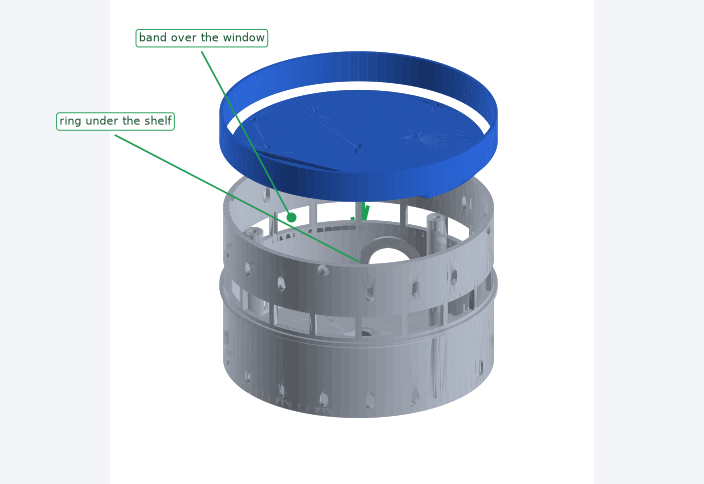 band over the window
ring under the shelf